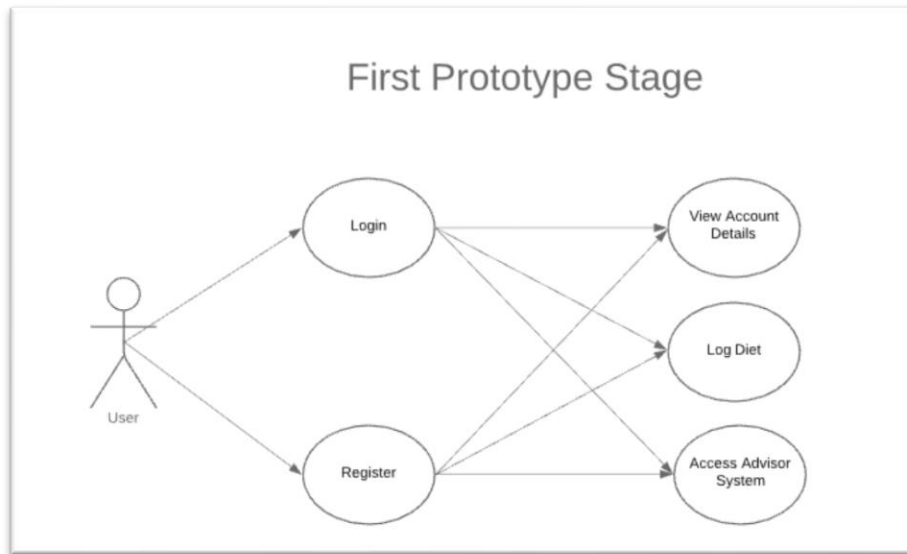 First Prototype Stage
Login
View Account
Details
Log Diet
User
Register
Access Advisor
System